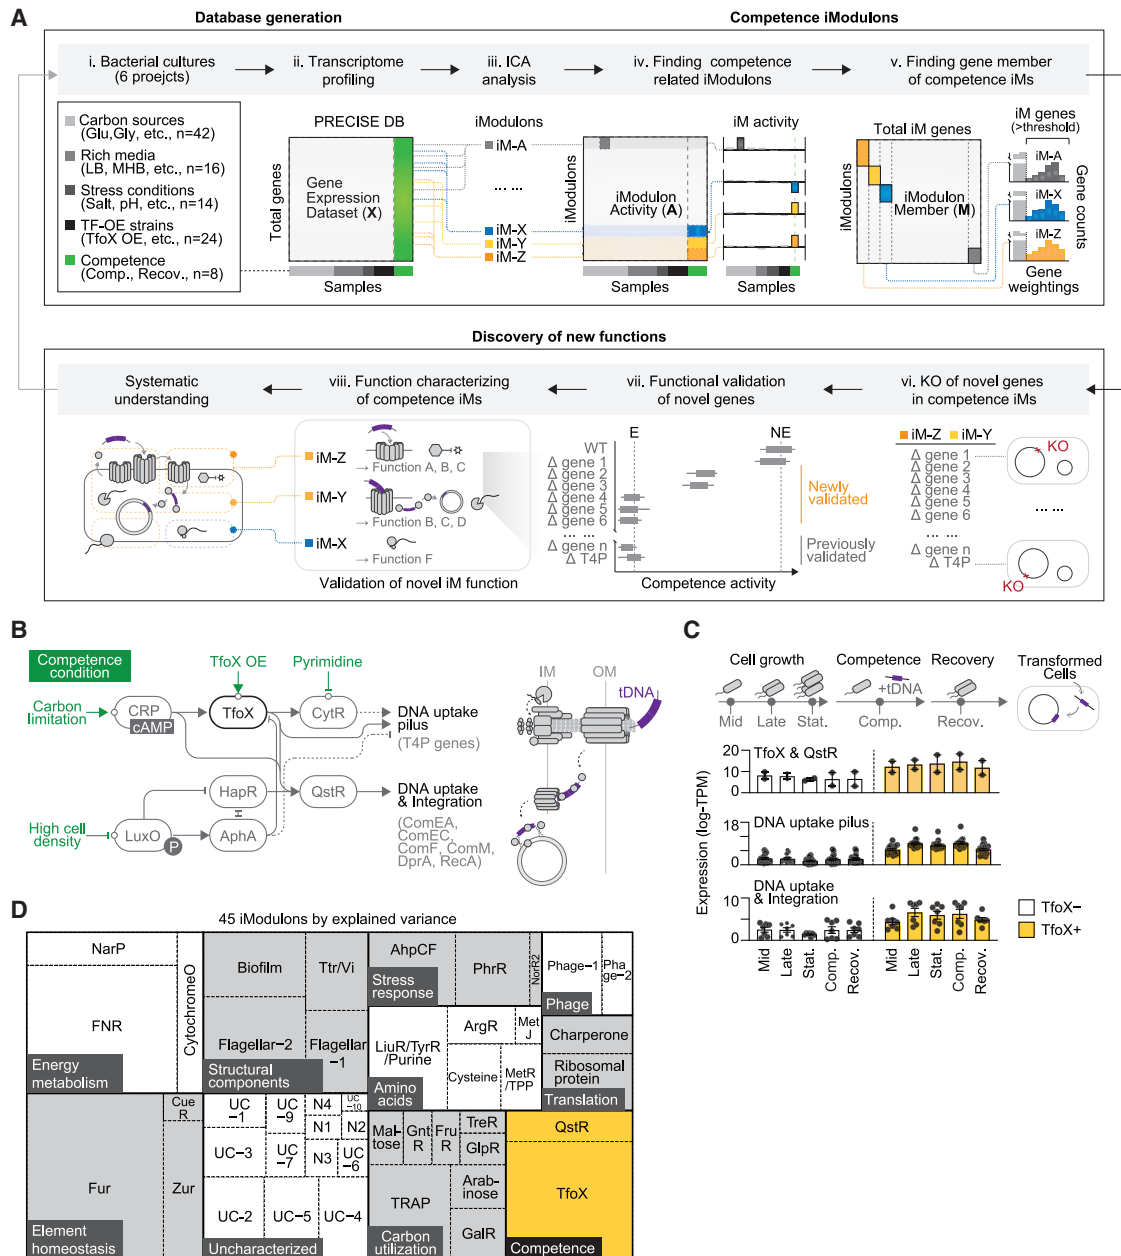 A
Database generation
Competence iModulons
i. Bacterial cultures
(6 proejcts)
ii. Transcriptome
profiling
iii. ICA
analysis
iv. Finding competence
related iModulons
v. Finding gene member
of competence iMs
Carbon sources
(Glu,Gly, etc., n=42)
Rich media
(LB, MHB, etc., n=16)
Stress conditions
(Salt, pH, etc., n=14)
TF-OE strains
(TfoX OE, etc., n=24)
Competence
(Comp., Recov., n=8)
PRECISE DB
Total genes
Gene
Expression
Dataset (X)
Samples
iModulons
iM-A
... ...
iM-X
iM-Y
iM-Z
iModulons
iModulon
Activity (A)
Samples
iM activity
Samples
Total iM genes
iModulons
iModulon
Member (M)
iM genes
(>threshold)
iM-A
iM-X
iM-Z
Gene counts
Gene
weightings
Discovery of new functions
Systematic
understanding
viii. Function characterizing
of competence iMs
vii. Functional validation
of novel genes
vi. KO of novel genes
in competence iMs
iM-Z
→ Function A, B, C
iM-Y
→ Function B, C, D
iM-X
→ Function F
Validation of novel iM function
E
NE
WT
Δ gene 1
Δ gene 2
Δ gene 3
Δ gene 4
Δ gene 5
Δ gene 6
... ...
Δ gene n
Δ T4P
Newly
validated
Previously
validated
Competence activity
iM-Z iM-Y
Δ gene 1
Δ gene 2
Δ gene 3
Δ gene 4
Δ gene 5
Δ gene 6
... ...
Δ gene n
Δ T4P
KO
... ...
KO
B
Competence
condition
TfoX OE
Pyrimidine
Carbon
limitation
CRP
cAMP
TfoX
CytR
DNA uptake
pilus
(T4P genes)
HapR
QstR
DNA uptake
& Integration
(ComEA,
ComEC,
ComF, ComM,
DprA, RecA)
High cell
density
LuxO
P
AphA
IM
OM
tDNA
C
Cell growth
Competence
Recovery
Transformed
Cells
+tDNA
Mid
Late
Stat.
Comp.
Recov.
Expression (log-TPM)
TfoX & QstR
20
10
0
DNA uptake pilus
18
0
DNA uptake
& Integration
10
0
Mid
Late
Stat.
Comp.
Recov.
Mid
Late
Stat.
Comp.
Recov.
TfoX−
TfoX+
D
45 iModulons by explained variance
NarP
FNR
CytochromeO
Energy
metabolism
Biofilm
Ttr/Vi
Flagellar−2
Flagellar
−1
Structural
components
AhpCF
PhrR
NorR2
Stress
response
Phage−1
Pha
ge−2
Phage
LiuR/TyrR
/Purine
ArgR
Met
J
Cysteine
MetR
/TPP
Amino
acids
Charperone
Ribosomal
protein
Translation
Fur
Cue
R
Zur
Element
homeostasis
UC
−1
UC
−9
N4
UC
−10
N1
N2
UC−3
UC
−7
N3
UC
−6
UC−2
UC−5
UC−4
Uncharacterized
Mal−
tose
Gnt
R
Fru
R
TreR
GlpR
TRAP
Arab−
inose
GalR
Carbon
utilization
QstR
TfoX
Competence